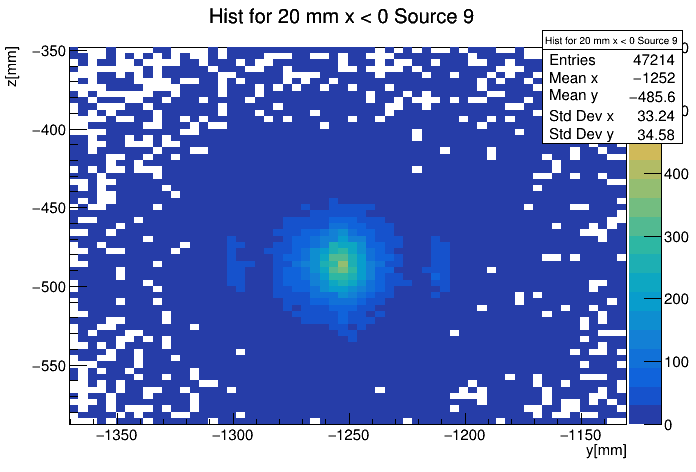 Hist for 20 mm x < 0 Source 9
z[mm]
Hist for 20 mm x < 0 Source 9
Entries 47214
Mean x −1252
Mean y −485.6
Std Dev x 33.24
Std Dev y 34.58
−350
−400
−450
−500
−550
0
0
400
300
200
100
0
−1350 −1300 −1250 −1200 −1150
y[mm]